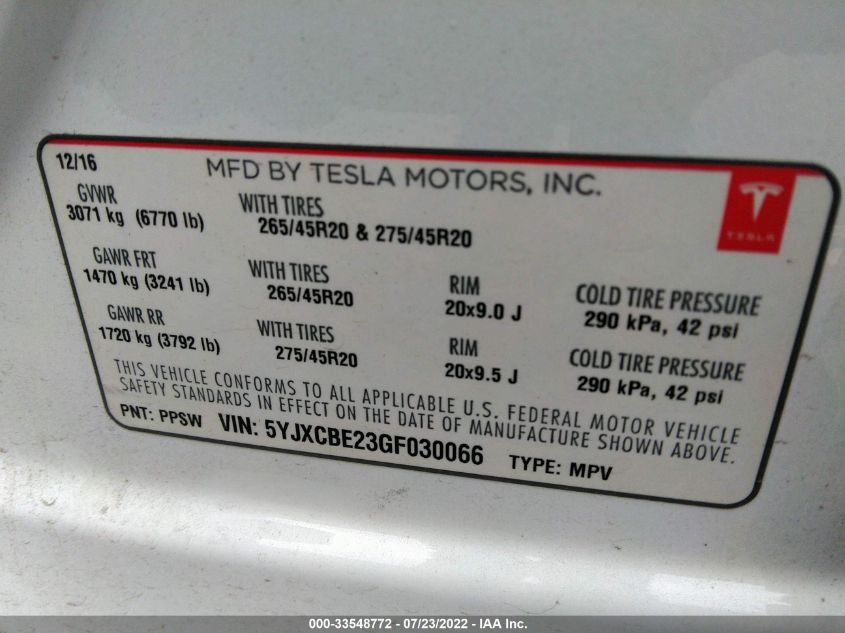 12/16
MFD BY TESLA MOTORS, INC.
TESLA
GVWR
3071 kg (6770 lb)
WITH TIRES
265/45R20 & 275/45R20
GAWR FRT
1470 kg (3241 lb)
WITH TIRES
265/45R20
RIM
20x9.0 J
COLD TIRE PRESSURE
290 kPa, 42 psi
GAWR RR
1720 kg (3792 lb)
WITH TIRES
275/45R20
RIM
20x9.5 J
COLD TIRE PRESSURE
290 kPa, 42 psi
THIS VEHICLE CONFORMS TO ALL APPLICABLE U.S. FEDERAL MOTOR VEHICLE
SAFETY STANDARDS IN EFFECT ON THE DATE OF MANUFACTURE SHOWN ABOVE.
PNT: PPSW VIN: 5YJXCBE23GF030066 TYPE: MPV
000-33548772 - 07/23/2022 - IAA Inc.